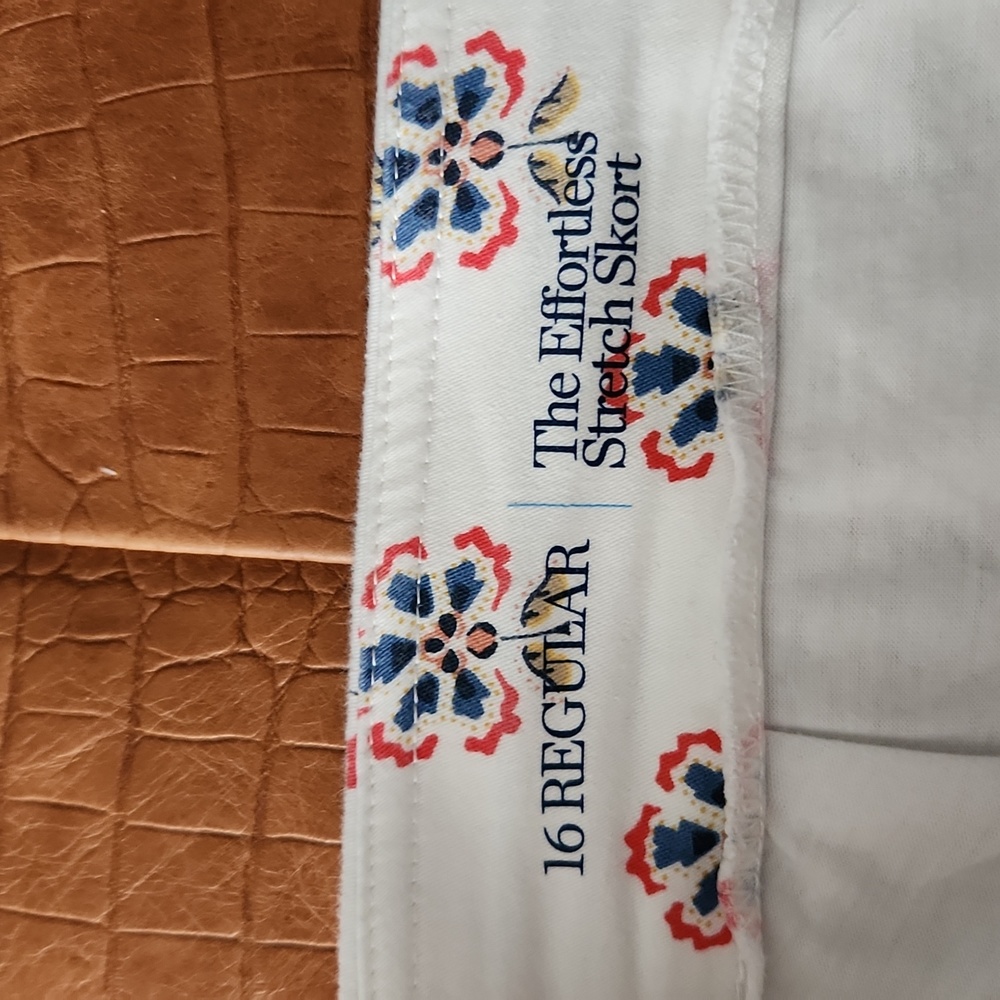 16 REGULAR
The Effortless
Stretch Skort